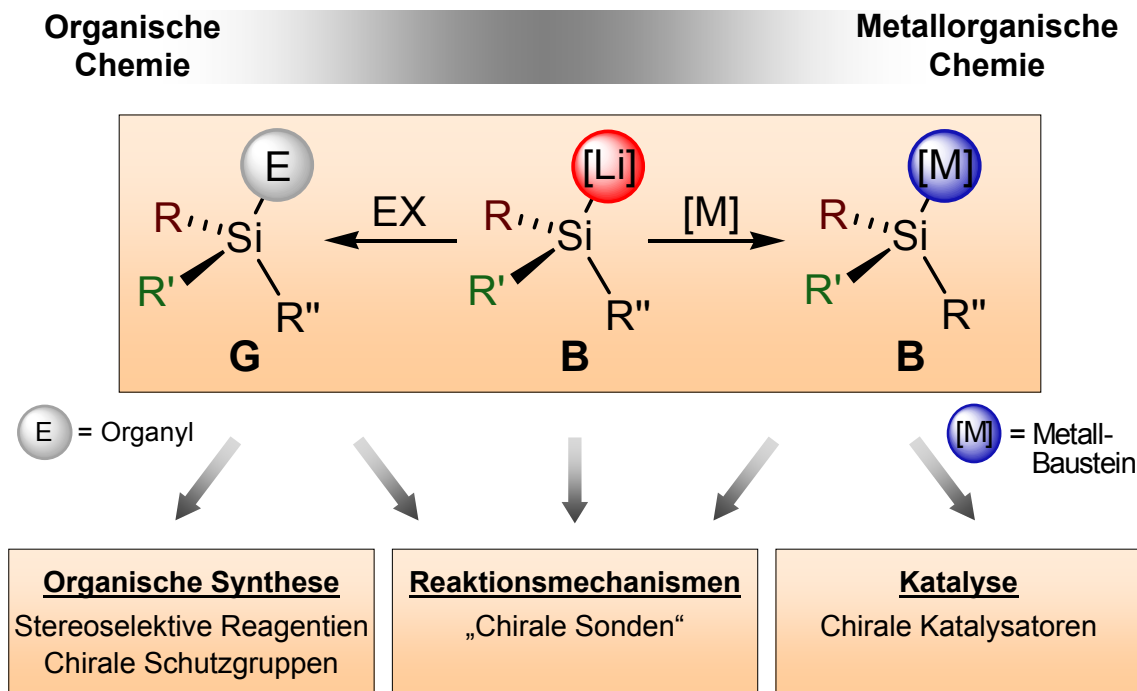 Organische
Chemie
Metallorganische
Chemie
E
R
Si
R'
R"
G
EX
[Li]
R
Si
R'
R"
B
[M]
[M]
R
Si
R'
R"
B
E = Organyl
[M] = Metall-
Baustein
Organische Synthese
Stereoselektive Reagentien
Chirale Schutzgruppen
Reaktionsmechanismen
„Chirale Sonden“
Katalyse
Chirale Katalysatoren